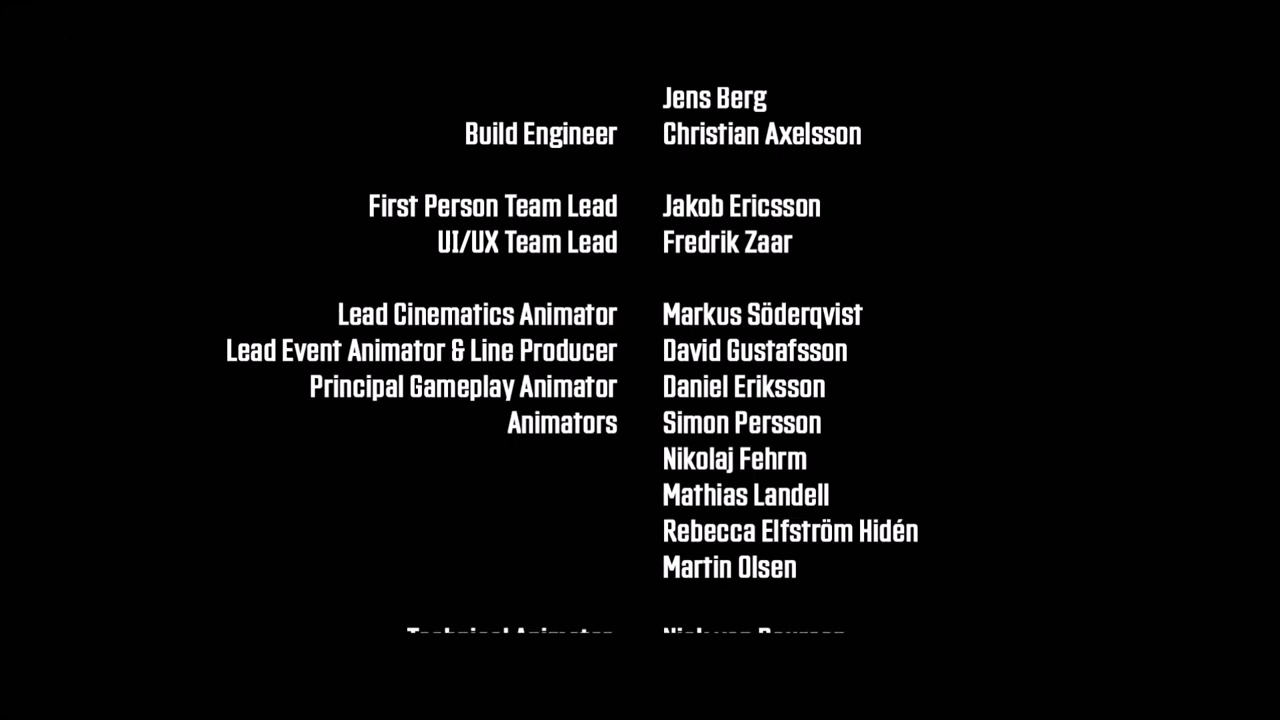 Jens Berg
Build Engineer Christian Axelsson
First Person Team Lead Jakob Ericsson
UI/UX Team Lead Fredrik Zaar
Lead Cinematics Animator Markus Söderqvist
Lead Event Animator & Line Producer David Gustafsson
Principal Gameplay Animator Daniel Eriksson
Animators Simon Persson
Nikolaj Fehrm
Mathias Landell
Rebecca Elfström Hidén
Martin Olsen
Technical Animator